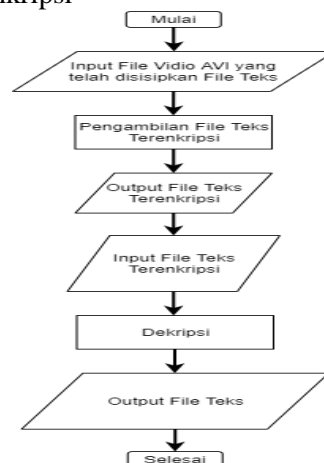 Mulai
Input File Vidio AVI yang
telah disisipkan File Teks
Pengambilan File Teks
Terenkripsi
Output File Teks
Terenkripsi
Input File Teks
Terenkripsi
Dekripsi
Output File Teks
Selesai